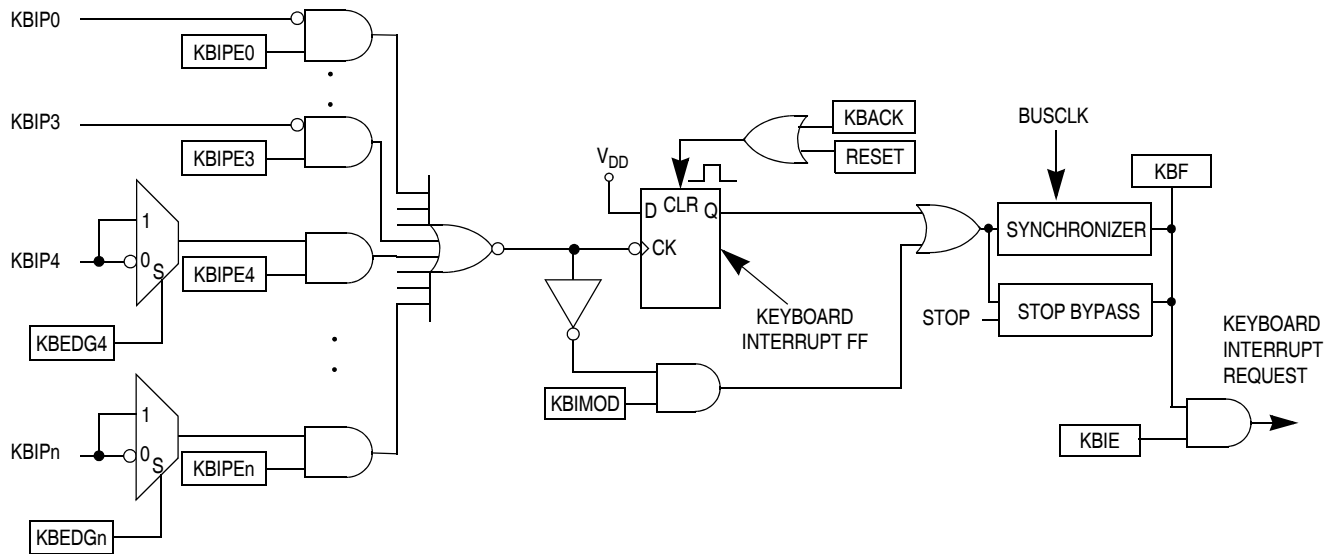 KBIP0
KBIPE0
KBIP3
KBIPE3
1
KBIP4
0
S
KBIPE4
KBEDG4
1
KBIPn
0
S
KBIPEn
KBEDGn
VDD
D CLR Q
CK
KBACK
RESET
KEYBOARD
INTERRUPT FF
KBIMOD
BUSCLK
KBF
SYNCHRONIZER
STOP
STOP BYPASS
KBIE
KEYBOARD
INTERRUPT
REQUEST